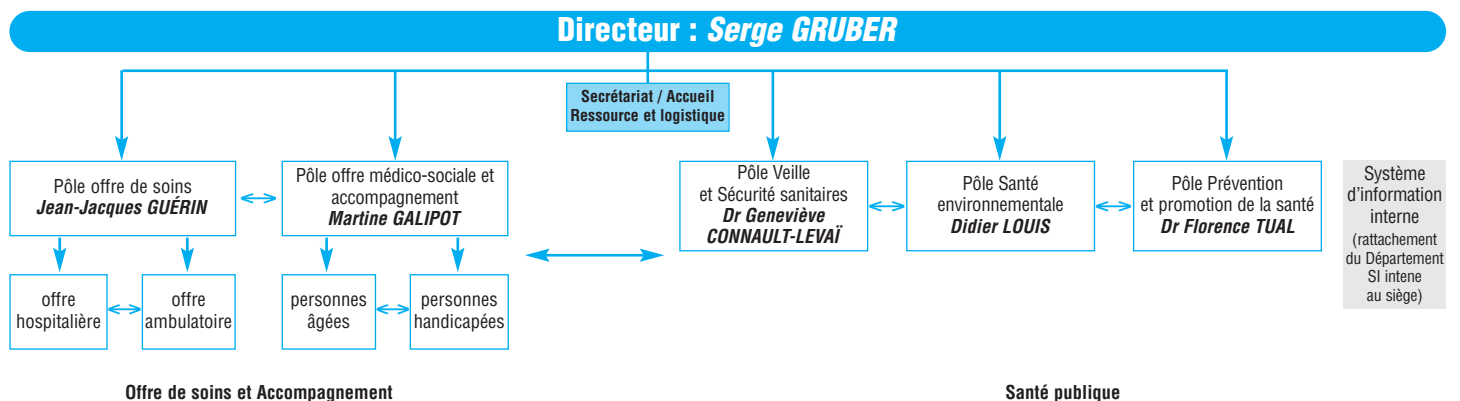 Directeur : Serge GRUBER
Secrétariat / Accueil
Ressource et logistique
Pôle offre de soins
Jean-Jacques GUÉRIN
Pôle offre médico-sociale et
accompagnement
Martine GALIPOT
Pôle Veille
et Sécurité sanitaires
Dr Geneviève
CONNAULT-LEVAÏ
Pôle Santé
environnementale
Didier LOUIS
Pôle Prévention
et promotion de la santé
Dr Florence TUAL
Système
d’information
interne
(rattachement
du Département
SI intene
au siège)
offre
hospitalière
offre
ambulatoire
personnes
âgées
personnes
handicapées
Offre de soins et Accompagnement
Santé publique